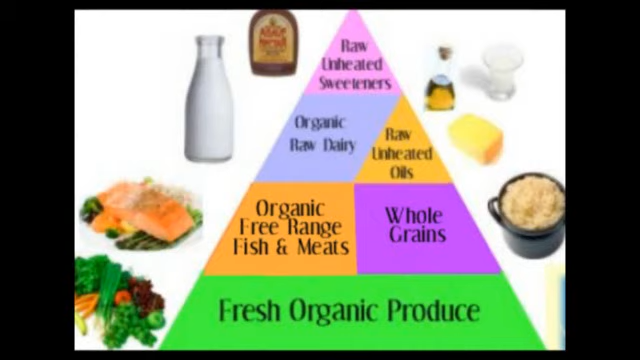 Raw
Unheated
Sweeteners
Organic
Raw Dairy
Raw
Unheated
Oils
Organic
Free Range
Fish & Meats
Whole
Grains
Fresh Organic Produce